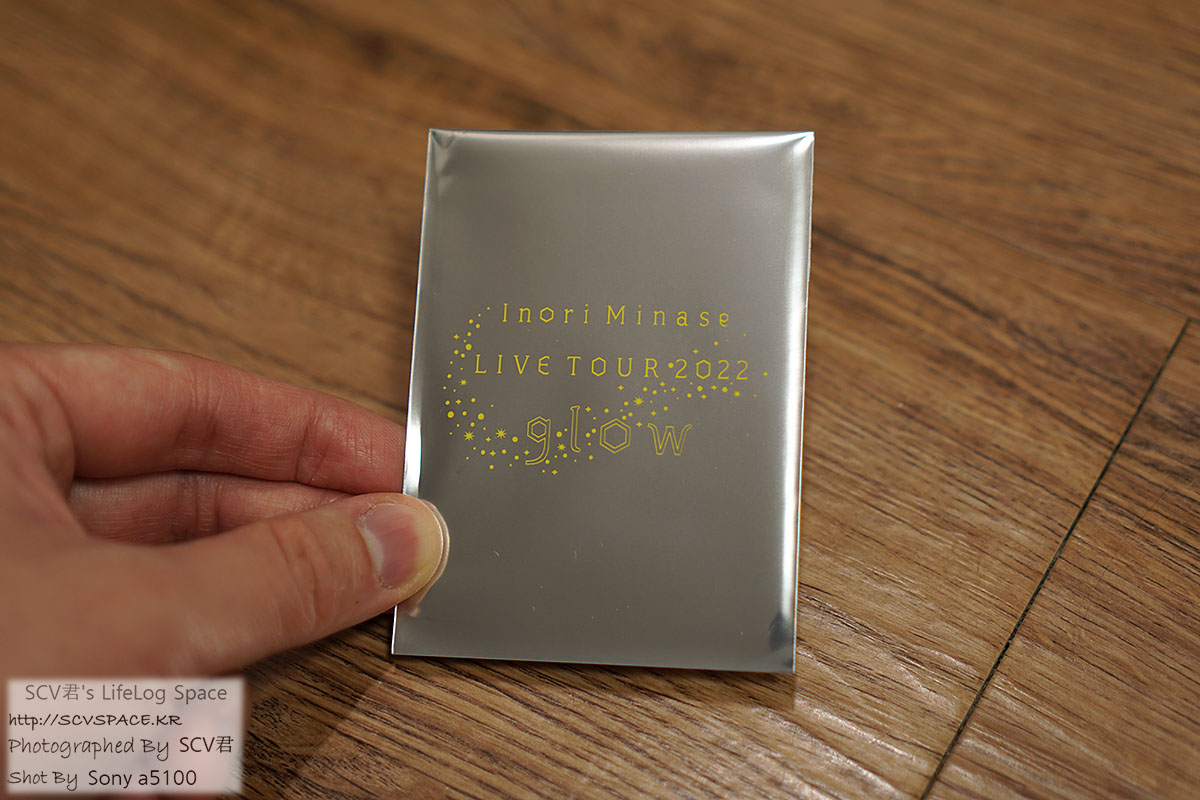 Inori Minase
LIVE TOUR 2022
glow
SCV君's LifeLog Space
http://SCVSPACE.KR
Photographed By SCV君
Shot By Sony a5100